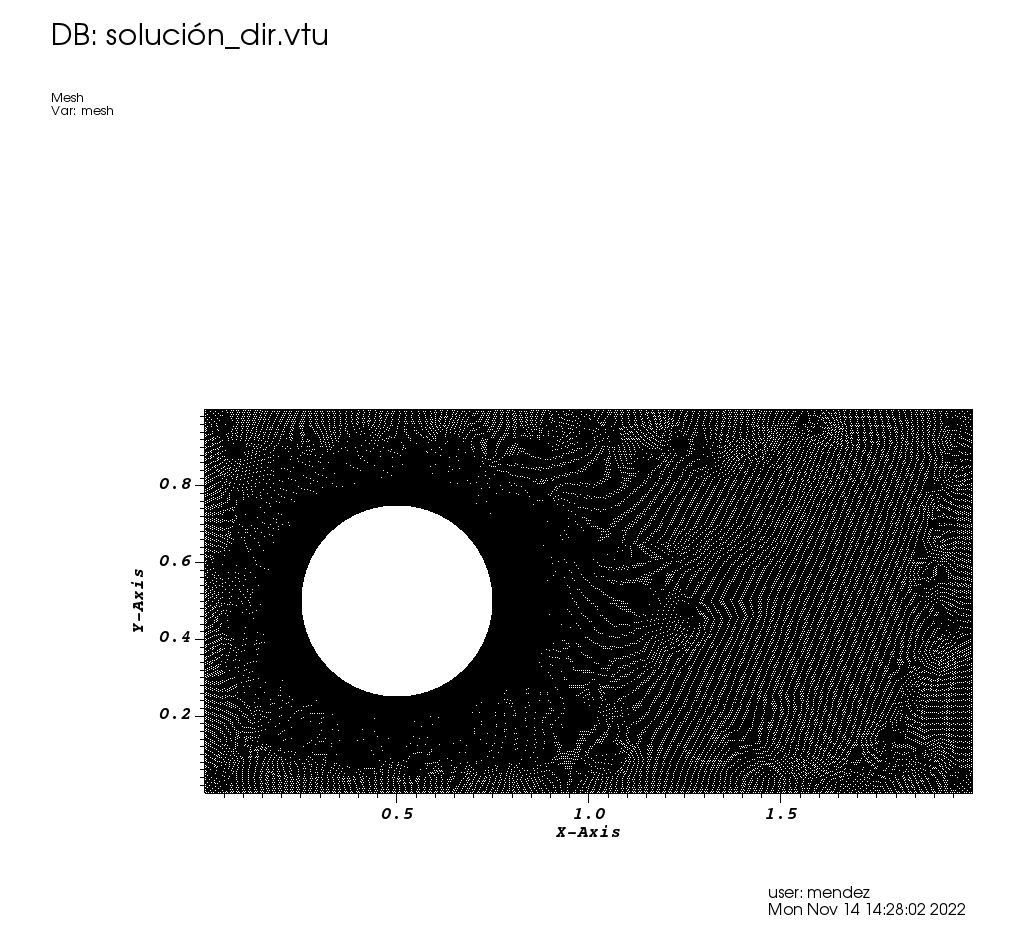 DB: solución_dir.vtu
Mesh
Var: mesh
0.8
0.6
Y-Axis
0.4
0.2
0.5
1.0
1.5
X-Axis
user: mendez
Mon Nov 14 14:28:02 2022